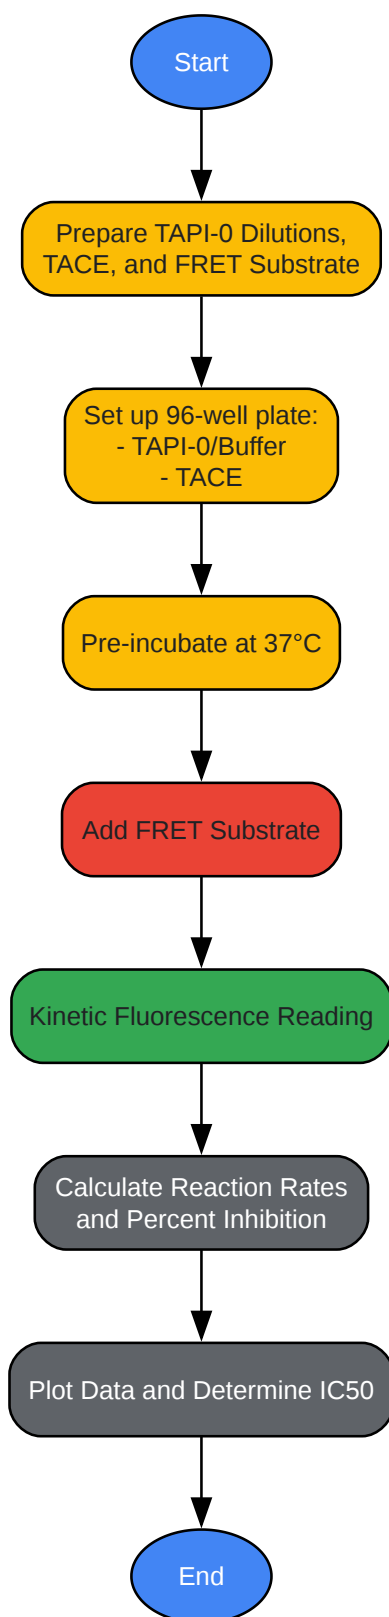 Start
Prepare TAPI-0 Dilutions,
TACE, and FRET Substrate
Set up 96-well plate:
- TAPI-0/Buffer
- TACE
Pre-incubate at 37°C
Add FRET Substrate
Kinetic Fluorescence Reading
Calculate Reaction Rates
and Percent Inhibition
Plot Data and Determine IC50
End